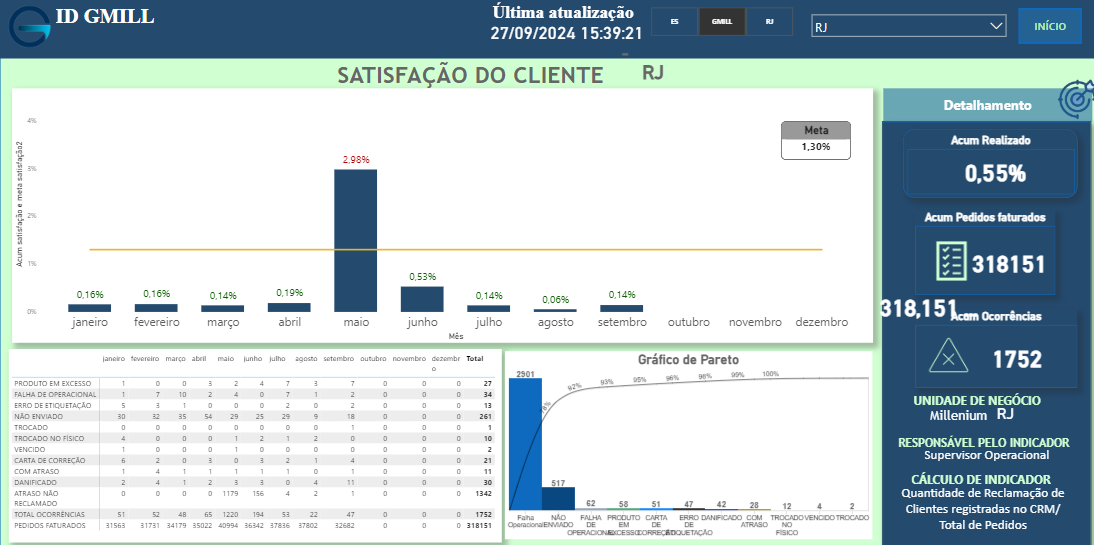 ID GMILL
Última atualização
27/09/2024 15:39:21
ES GMILL RJ
RJ
INÍCIO
SATISFAÇÃO DO CLIENTE RJ
Acum satisfação e meta satisfação2
4%
3%
2%
1%
0%
Meta
1,30%
0,16% 0,16% 0,14% 0,19% 2,98% 0,53% 0,14% 0,06% 0,14%
janeiro fevereiro março abril maio junho julho agosto setembro outubro novembro dezembro
Mês
janeiro fevereiro março abril maio junho julho agosto setembro outubro novembro dezembr
o
Total
PRODUTO EM EXCESSO 1 0 0 3 2 4 7 3 7 0 0 0 27
FALHA DE OPERACIONAL 1 7 10 2 4 0 7 1 2 0 0 0 34
ERRO DE ETIQUETAÇÃO 5 3 1 0 0 0 2 0 2 0 0 0 13
NÃO ENVIADO 30 32 35 54 29 25 29 9 18 0 0 0 261
TROCADO 0 0 0 0 0 0 0 0 1 0 0 0 1
TROCADO NO FÍSICO 4 0 0 0 1 2 1 2 0 0 0 0 10
VENCIDO 1 0 0 0 1 0 0 0 0 0 0 0 2
CARTA DE CORREÇÃO 6 2 0 3 0 3 2 1 4 0 0 0 21
COM ATRASO 1 4 1 1 1 1 1 0 1 0 0 0 11
DANIFICADO 2 4 1 2 3 3 0 4 11 0 0 0 30
ATRASO NÃO
RECLAMADO 0 0 0 0 1179 156 4 2 1 0 0 0 1342
TOTAL OCORRÊNCIAS 51 52 48 65 1220 194 53 22 47 0 0 0 1752
PEDIDOS FATURADOS 31563 31731 34179 35022 40994 36342 37836 37802 32682 0 0 0 318151
Gráfico de Pareto
2901 517 62 58 51 47 42 28 12 4 2
92% 93% 95% 96% 98% 99% 100%
Falha
Operacional
NÃO
ENVIADO
FALHA
DE
OPERACIONAL
PRODUTO
EM
EXCESSO
CARTA
DE
CORREÇÃO
ERRO
DE
ETIQUETAÇÃO
DANIFICADO
COM
ATRASO
TROCADO
NO
FÍSICO
VENCIDO
TROCADO
Detalhamento
Acum Realizado
0,55%
Acum Pedidos faturados
318151
318,151
Acum Ocorrências
1752
UNIDADE DE NEGÓCIO
Millenium RJ
RESPONSÁVEL PELO INDICADOR
Supervisor Operacional
CÁLCULO DE INDICADOR
Quantidade de Reclamação de
Clientes registradas no CRM/
Total de Pedidos